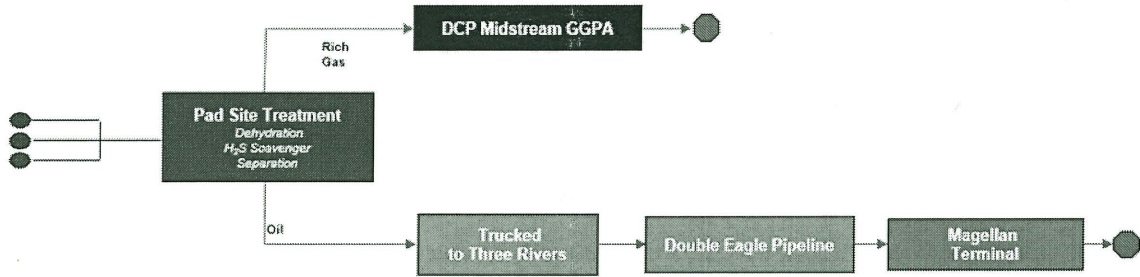 DCP Midstream GGPA
Rich
Gas
Pad Site Treatment
Dehydration
H₂S Scavenger
Separation
Oil
Trucked
to Three Rivers
Double Eagle Pipeline
Magellan
Terminal